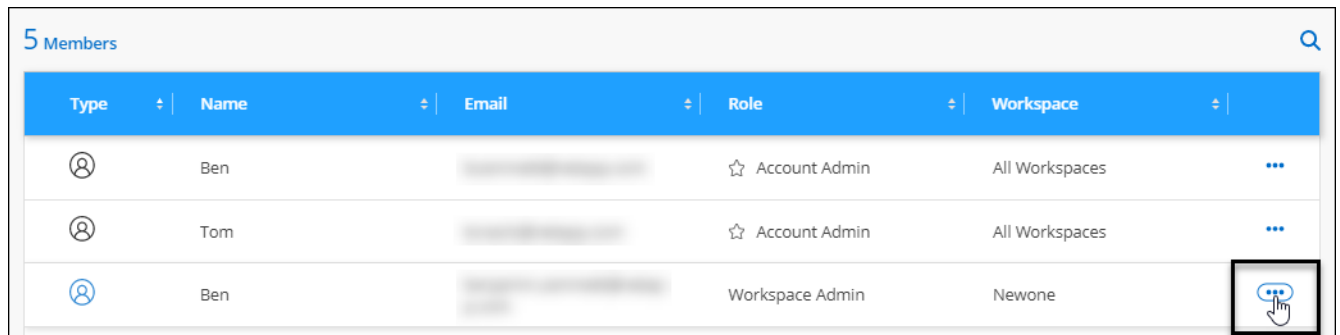 5 Members
Type Name Email Role Workspace
Ben Account Admin All Workspaces
Tom Account Admin All Workspaces
Ben Workspace Admin Newone